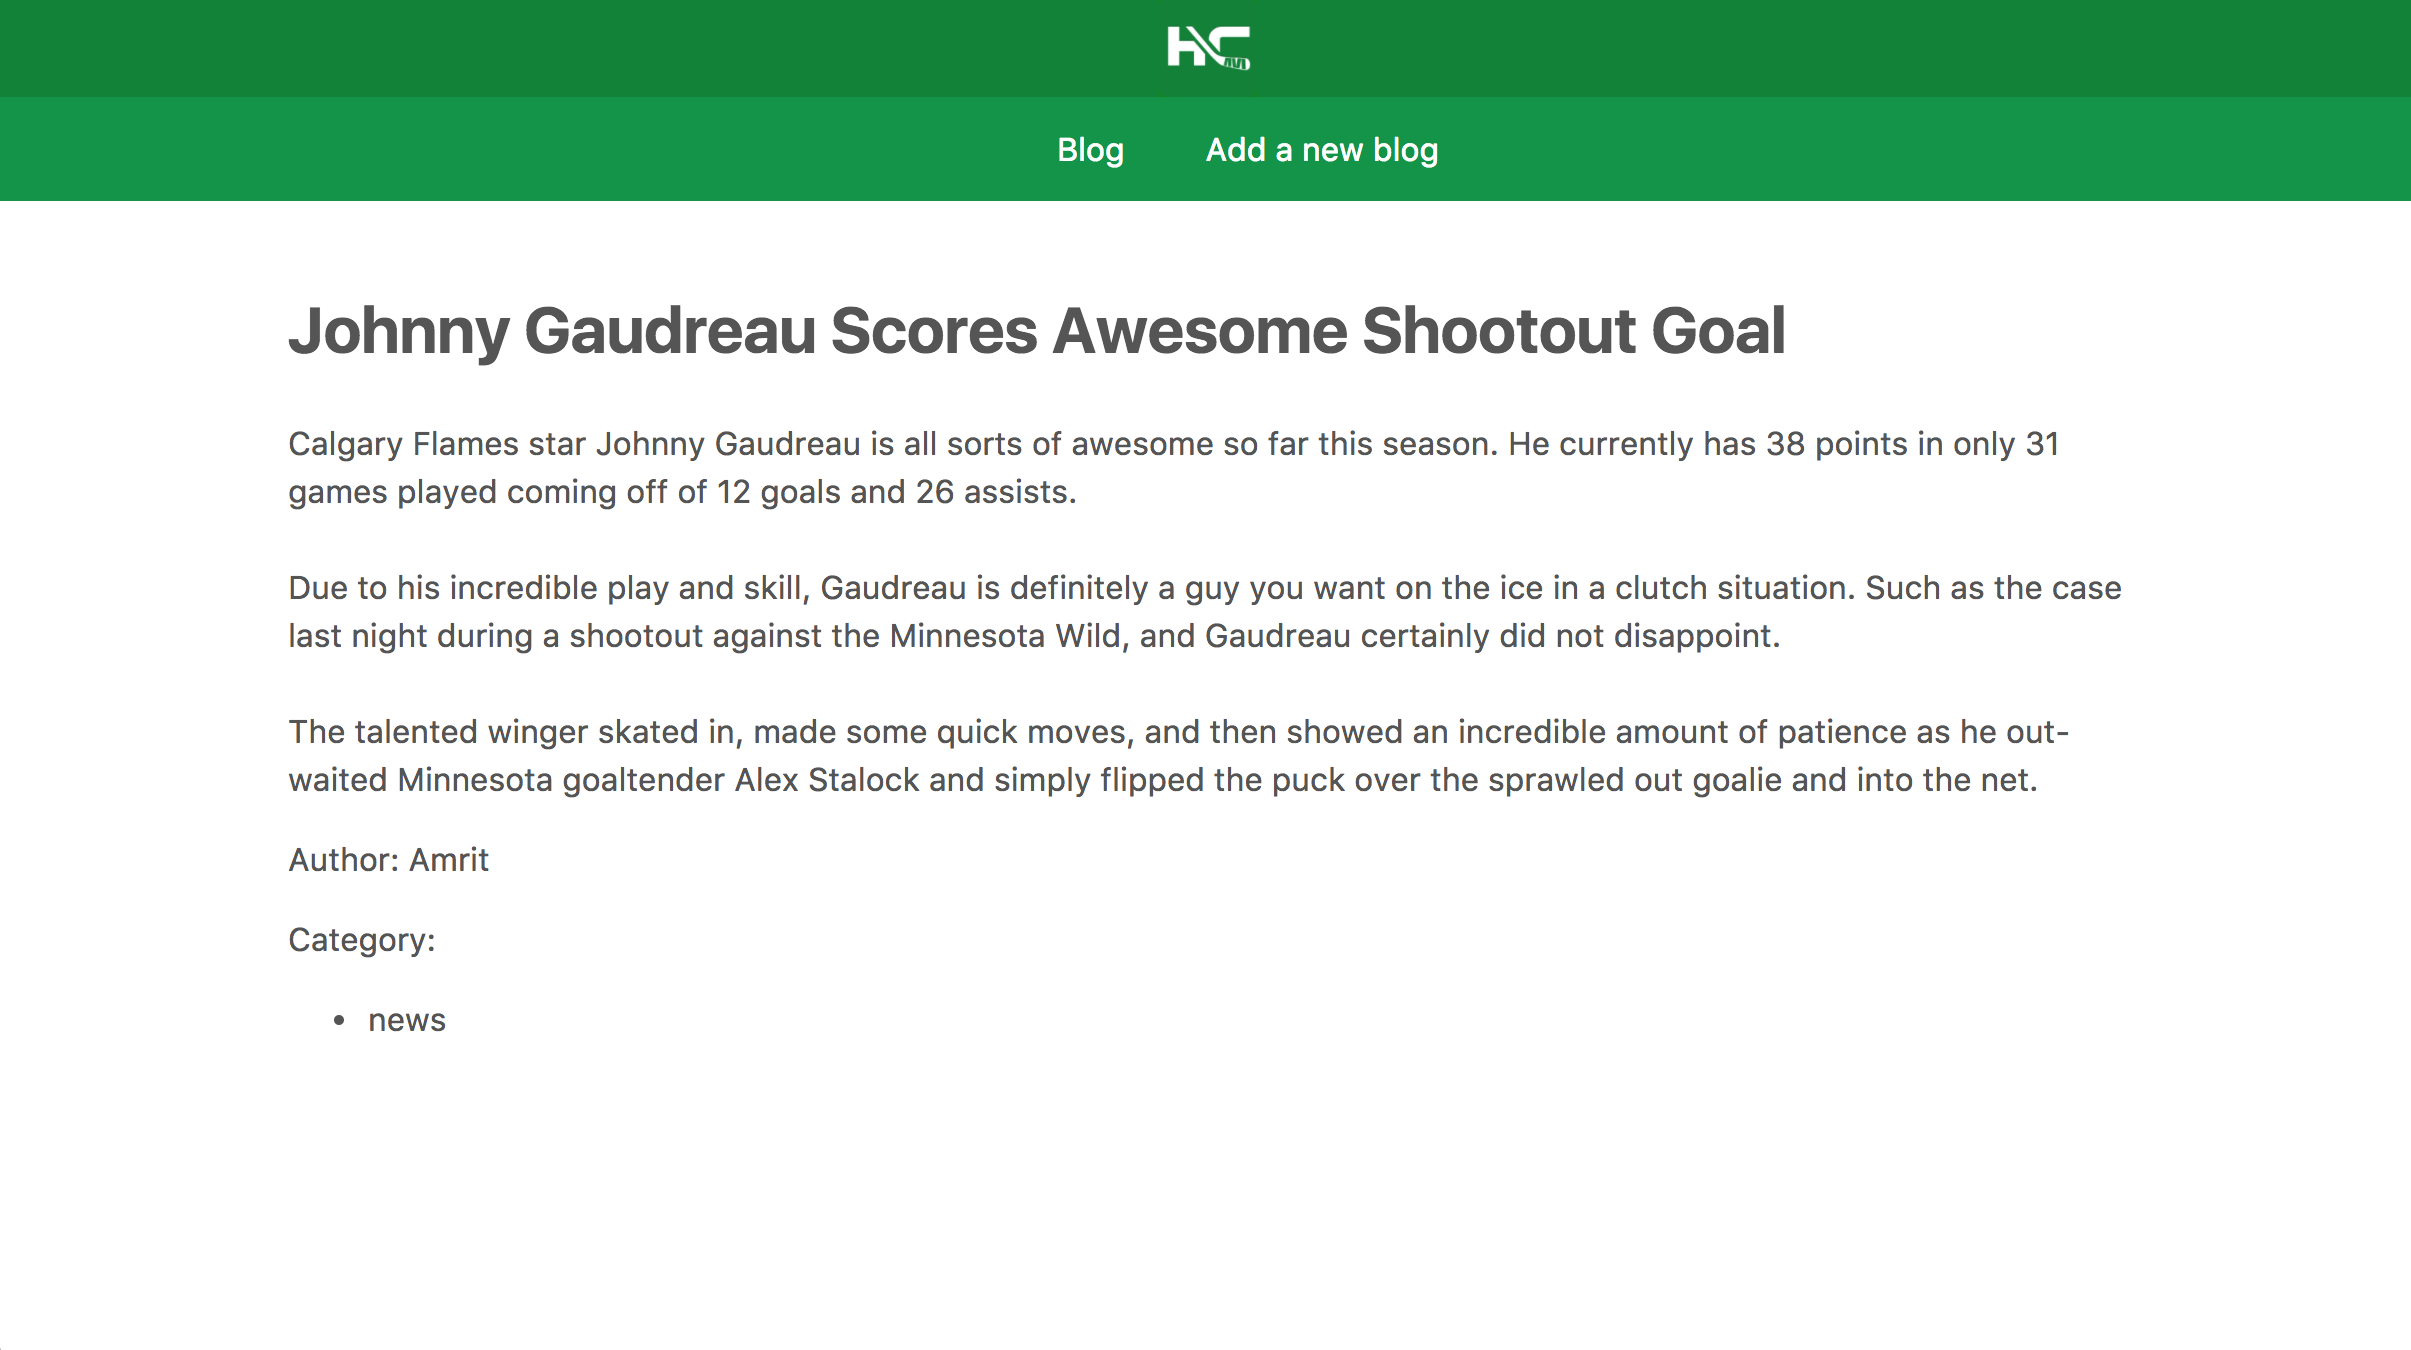 HC
Blog Add a new blog
Johnny Gaudreau Scores Awesome Shootout Goal
Calgary Flames star Johnny Gaudreau is all sorts of awesome so far this season. He currently has 38 points in only 31
games played coming off of 12 goals and 26 assists.
Due to his incredible play and skill, Gaudreau is definitely a guy you want on the ice in a clutch situation. Such as the case
last night during a shootout against the Minnesota Wild, and Gaudreau certainly did not disappoint.
The talented winger skated in, made some quick moves, and then showed an incredible amount of patience as he out-
waited Minnesota goaltender Alex Stalock and simply flipped the puck over the sprawled out goalie and into the net.
Author: Amrit
Category:
• news